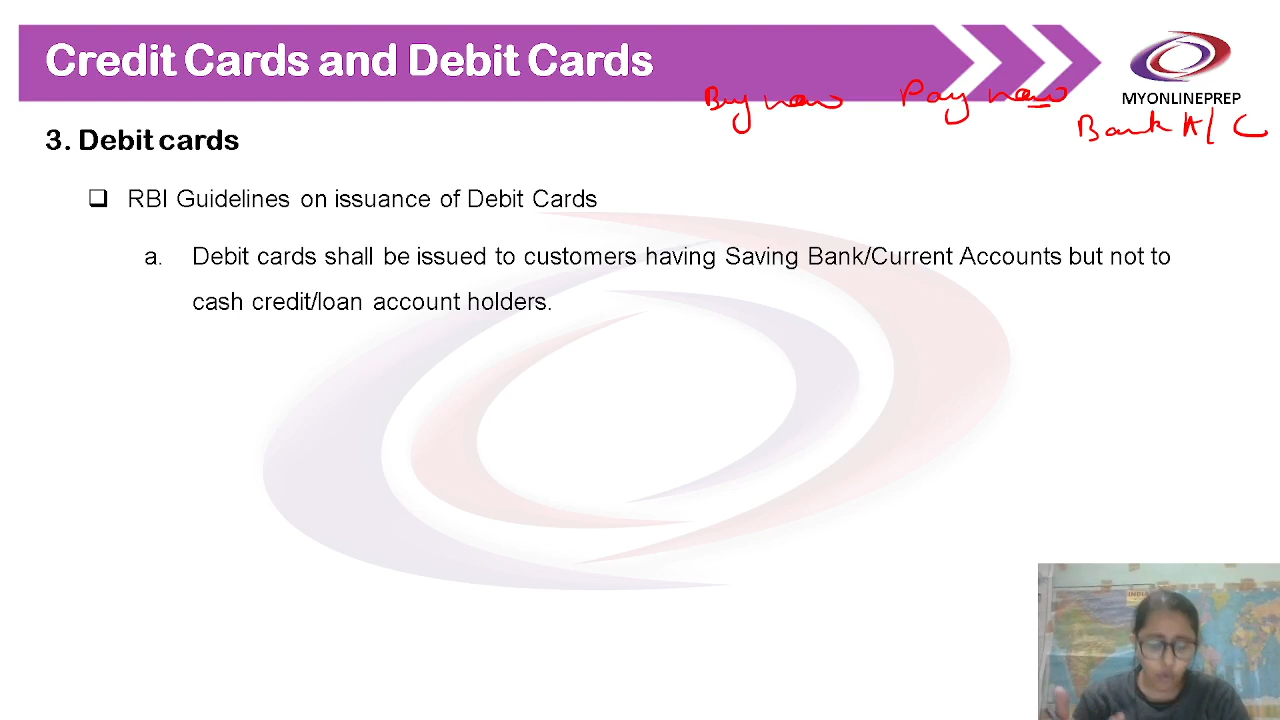 Credit Cards and Debit Cards
MYONLINEPREP
Buy now Pay now
Bank A/C
3. Debit cards
❑ RBI Guidelines on issuance of Debit Cards
a. Debit cards shall be issued to customers having Saving Bank/Current Accounts but not to
cash credit/loan account holders.
INDIA